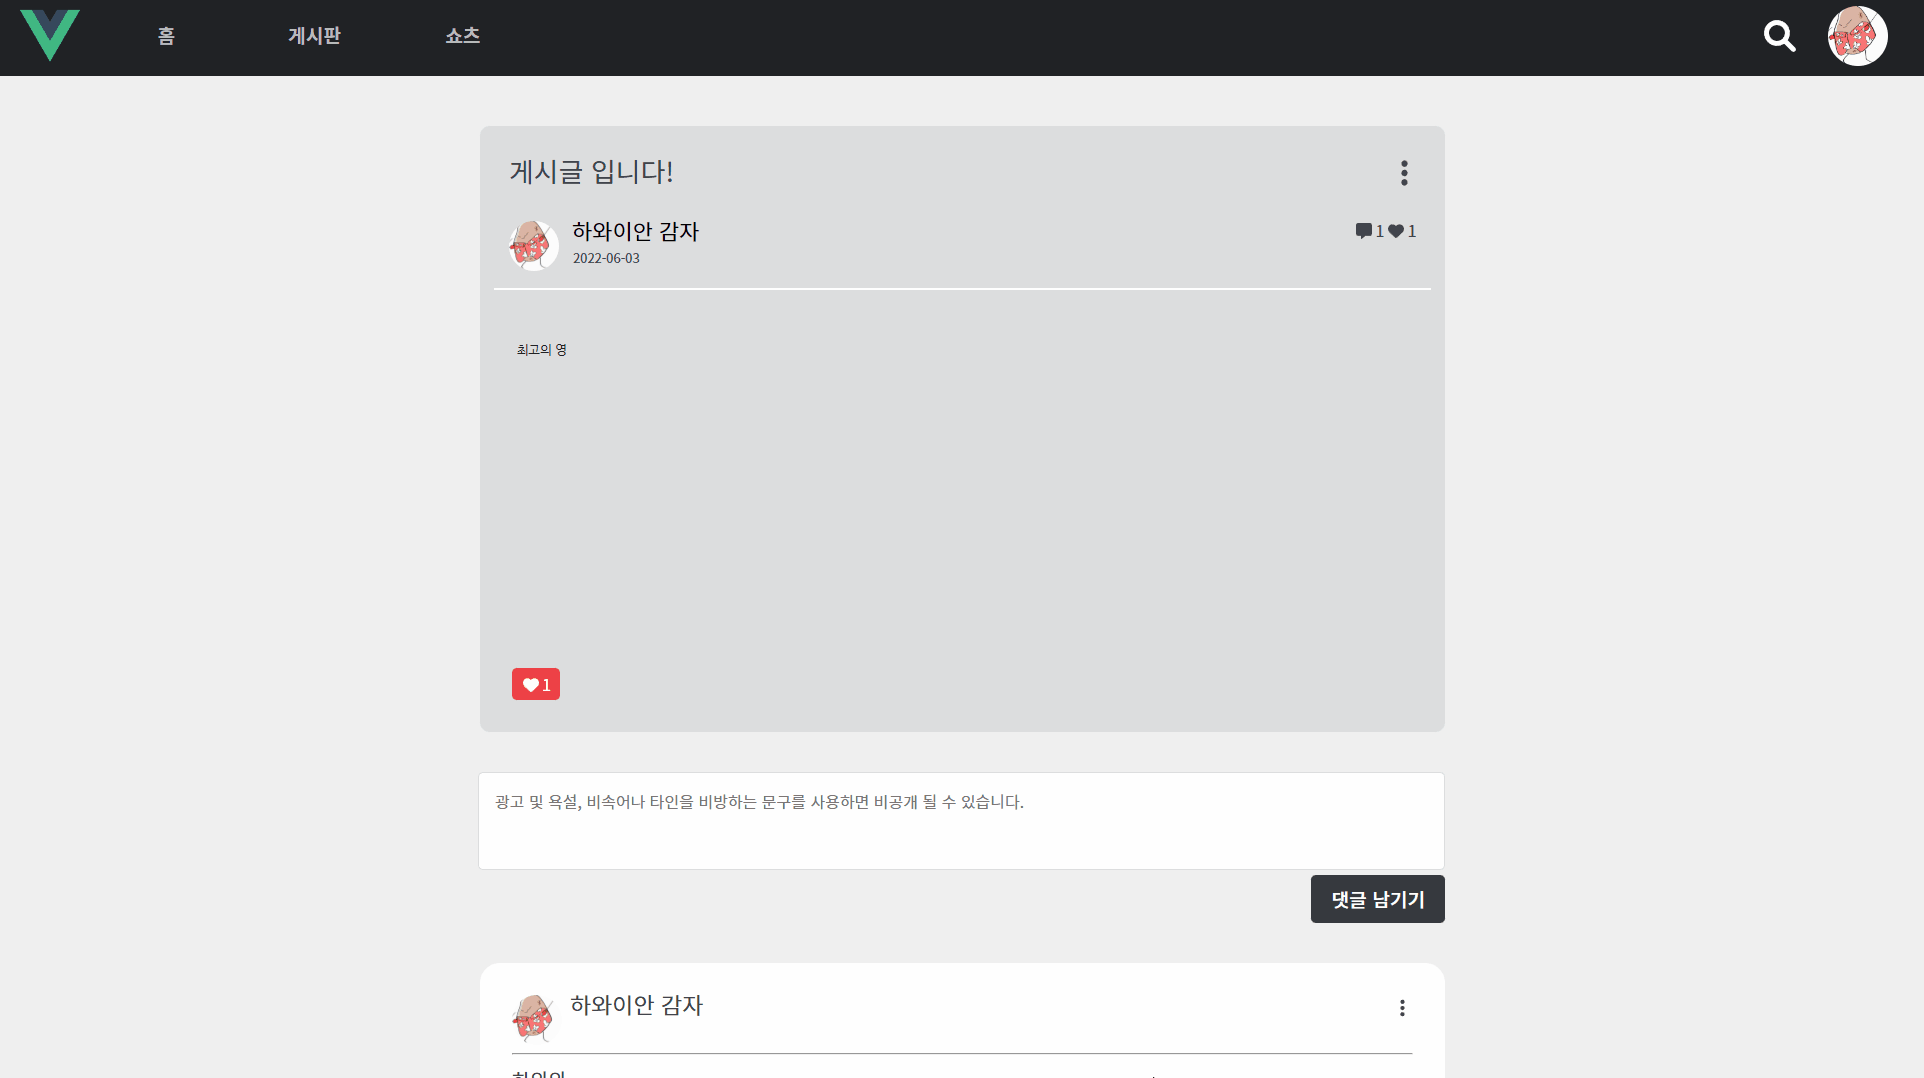 홈 게시판 쇼츠
게시글 입니다!
하와이안 감자
1 1
2022-06-03
최고의 영
1
광고 및 욕설, 비속어나 타인을 비방하는 문구를 사용하면 비공개 될 수 있습니다.
댓글 남기기
하와이안 감자